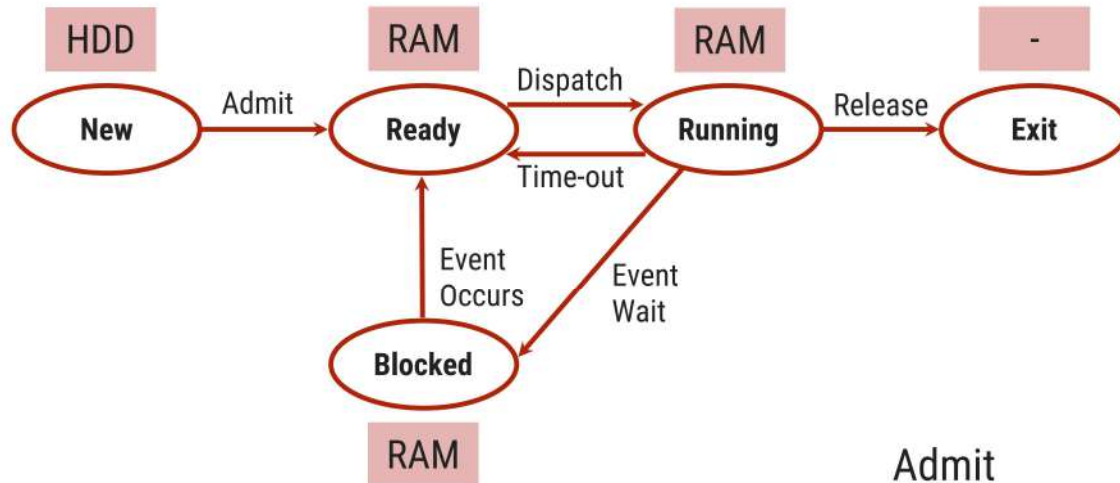 HDD
RAM
RAM
-
New
Admit
Ready
Dispatch
Time-out
Running
Release
Exit
Event
Occurs
Event
Wait
Blocked
RAM
Admit